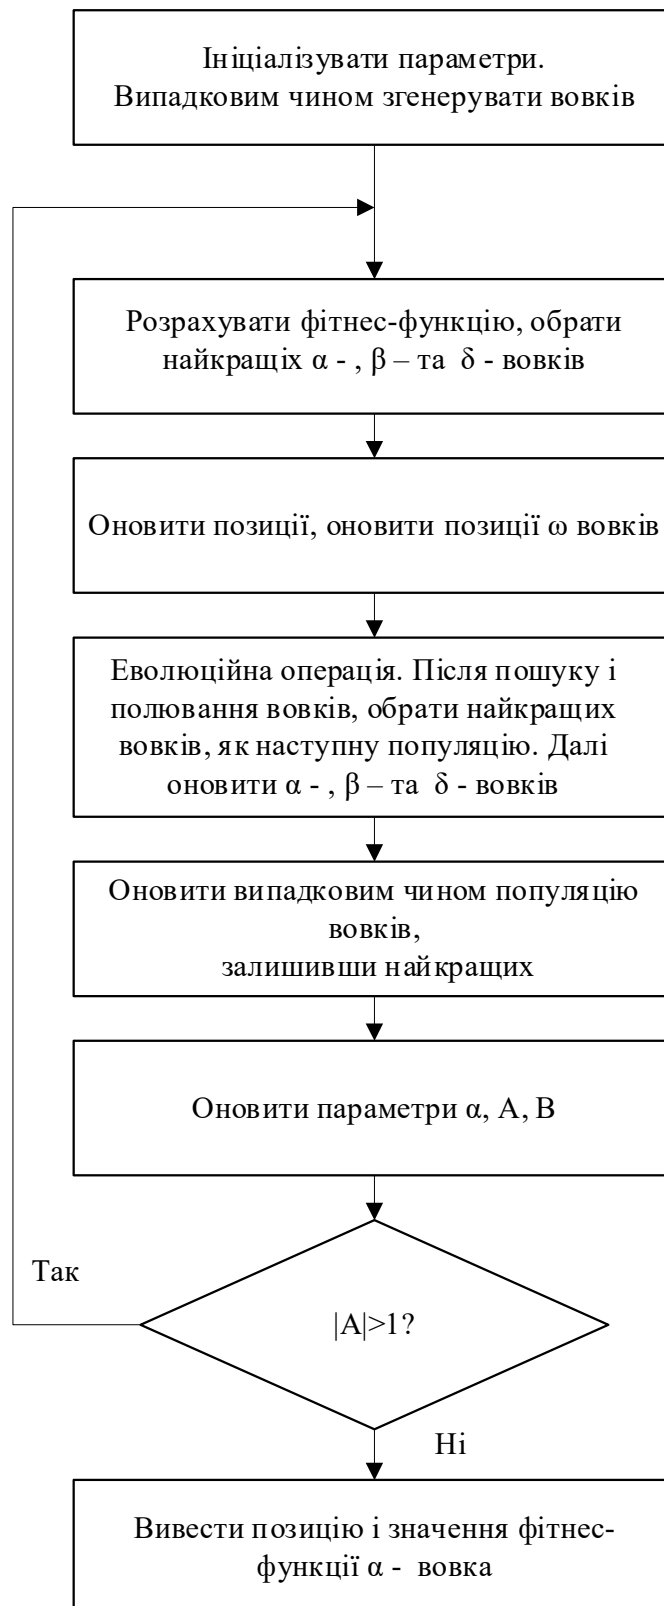 Ініціалізувати параметри.
Випадковим чином згенерувати вовків
Розрахувати фітнес-функцію, обрати
найкращіх α - , β – та δ - вовків
Оновити позиції, оновити позиції ω вовків
Еволюційна операція. Після пошуку і
полювання вовків, обрати найкращих
вовків, як наступну популяцію. Далі
оновити α - , β – та δ - вовків
Оновити випадковим чином популяцію
вовків,
залишивши найкращих
Оновити параметри α, A, B
Так
|A|>1?
Ні
Вивести позицію і значення фітнес-
функції α - вовка